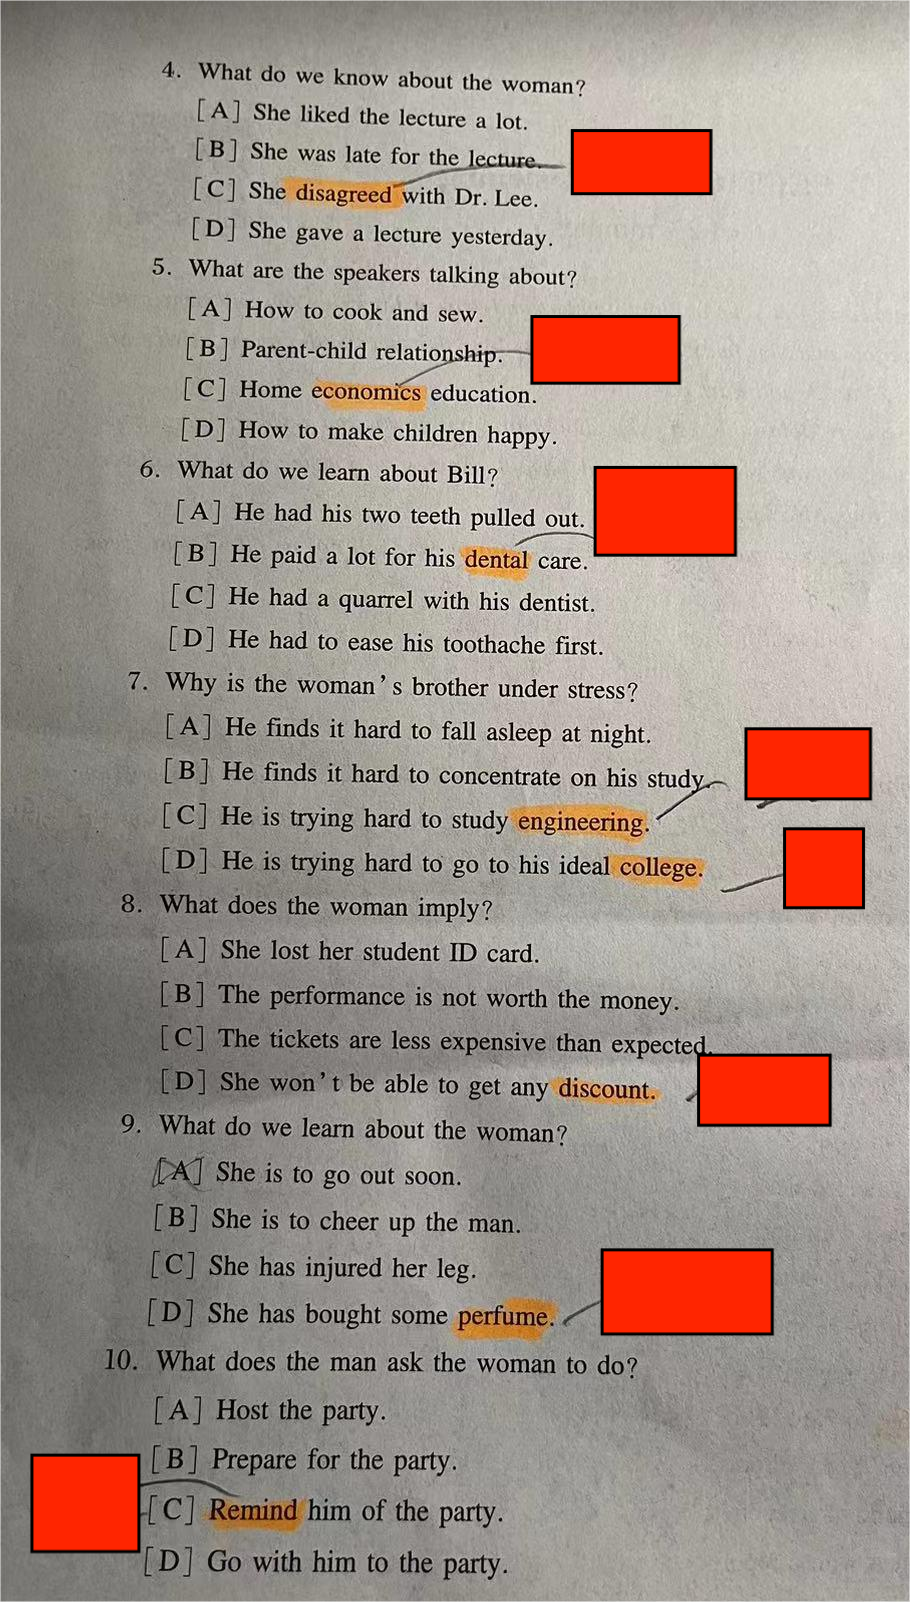 4. What do we know about the woman?
[A] She liked the lecture a lot.
[B] She was late for the lecture.
[C] She disagreed with Dr. Lee.
[D] She gave a lecture yesterday.
5. What are the speakers talking about?
[A] How to cook and sew.
[B] Parent-child relationship.
[C] Home economics education.
[D] How to make children happy.
6. What do we learn about Bill?
[A] He had his two teeth pulled out.
[B] He paid a lot for his dental care.
[C] He had a quarrel with his dentist.
[D] He had to ease his toothache first.
7. Why is the woman's brother under stress?
[A] He finds it hard to fall asleep at night.
[B] He finds it hard to concentrate on his study.
[C] He is trying hard to study engineering.
[D] He is trying hard to go to his ideal college.
8. What does the woman imply?
[A] She lost her student ID card.
[B] The performance is not worth the money.
[C] The tickets are less expensive than expected.
[D] She won't be able to get any discount.
9. What do we learn about the woman?
[A] She is to go out soon.
[B] She is to cheer up the man.
[C] She has injured her leg.
[D] She has bought some perfume.
10. What does the man ask the woman to do?
[A] Host the party.
[B] Prepare for the party.
[C] Remind him of the party.
[D] Go with him to the party.